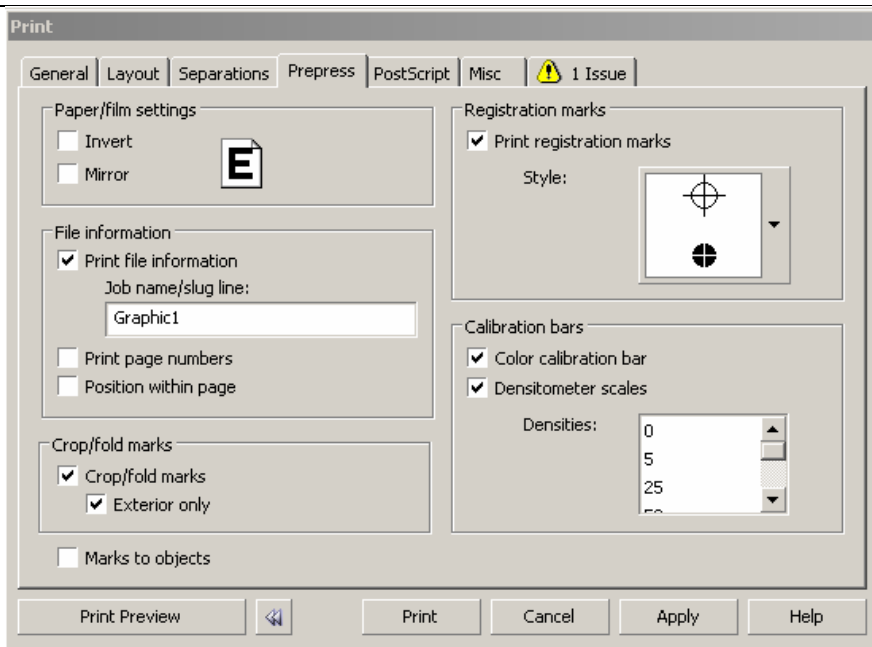 Print
General Layout Separations Prepress PostScript Misc 1 Issue
Paper/film settings
Invert
Mirror
E
File information
Print file information
Job name/slug line:
Graphic1
Print page numbers
Position within page
Crop/fold marks
Crop/fold marks
Exterior only
Marks to objects
Registration marks
Print registration marks
Style:
Calibration bars
Color calibration bar
Densitometer scales
Densities:
0
5
25
Print Preview Print Cancel Apply Help